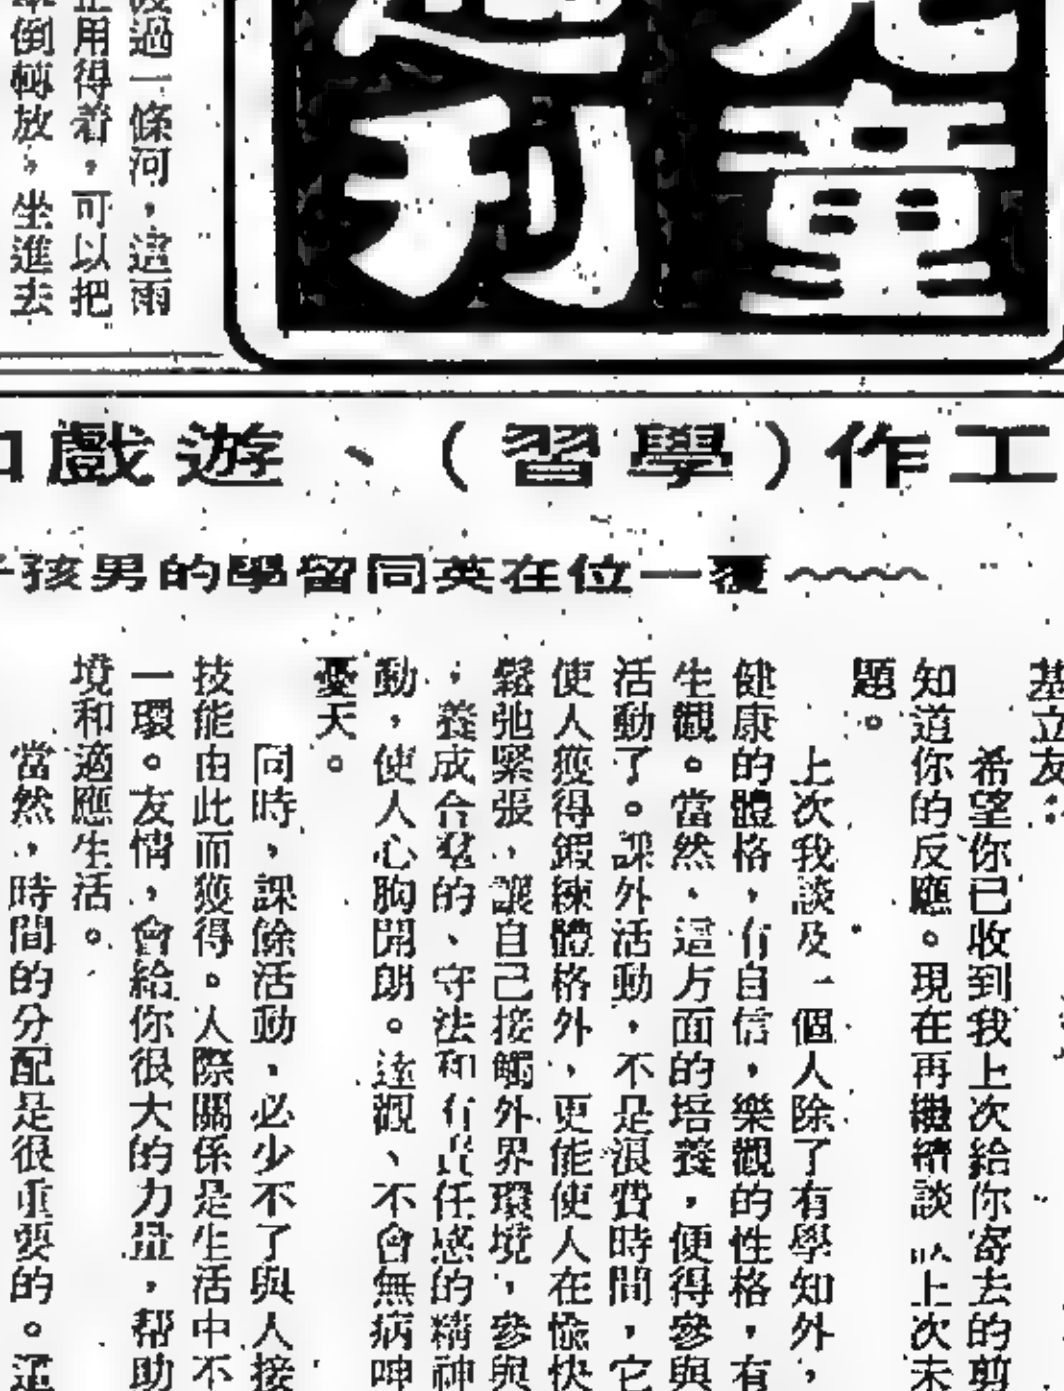 兒童
週刊
渡過一條河，這雨
正用得着，可以把
倒轉放，坐進去
工作（學習）、遊戲和
覆一位在英同留學的男孩子
基立友：
希望你已收到我上次給你寄去的剪
知道你的反應。現在再繼續談 上次未
題。
上次我談及一個人除了有學知外，
健康的體格，有自信，樂觀的性格，有
生觀。當然，這方面的培養，便得參與
活動了。課外活動，不是浪費時間，它
使人獲得鍛練體格外，更能使人在愉快
鬆弛緊張，讓自己接觸外界環境，參與
，養成合羣的、守法和有責任感的精神
動，使人心胸開朗。達觀、不會無病呻
憂天。
同時，課餘活動，必少不了與人接
技能由此而獲得。人際關係是生活中不
一環。友情，會給你很大的力量，帮助
境和適應生活。
當然，時間的分配是很重要的。